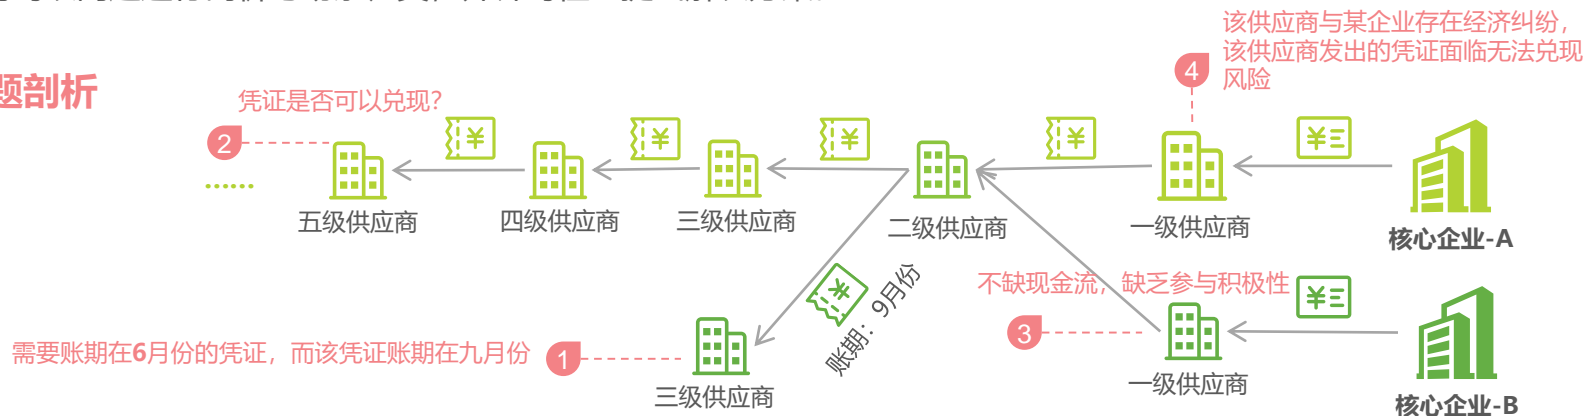 题剖析
该供应商与某企业存在经济纠纷，
该供应商发出的凭证面临无法兑现
风险
4
凭证是否可以兑现？
2
......
五级供应商
四级供应商
三级供应商
二级供应商
一级供应商
核心企业-A
账期：9月份
不缺现金流，缺乏参与积极性
3
需要账期在6月份的凭证，而该凭证账期在九月份
1
三级供应商
一级供应商
核心企业-B